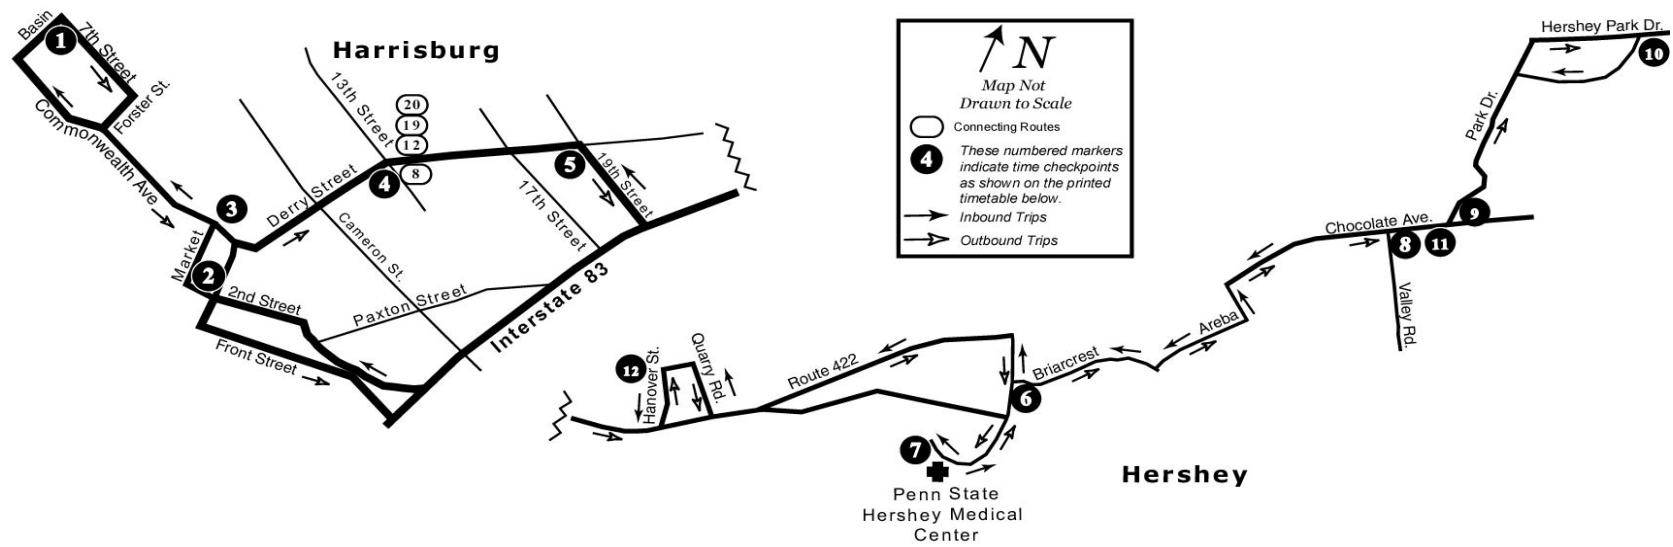 Basin
1
7th Street
Forster St.
Commonwealth Ave
Harrisburg
13th Street
20
19
12
8
4
Derry Street
3
Market
2
2nd Street
Front Street
Cameron St.
Paxton Street
17th Street
5
19th Street
Interstate 83
N
Map Not
Drawn to Scale
Connecting Routes
4
These numbered markers
indicate time checkpoints
as shown on the printed
timetable below.
Inbound Trips
Outbound Trips
Hershey Park Dr.
10
Park Dr.
9
Chocolate Ave.
8
11
Valley Rd.
Areba
Briarcrest
6
Route 422
Quarry Rd.
Hanover St.
12
7
Penn State
Hershey Medical
Center
Hershey